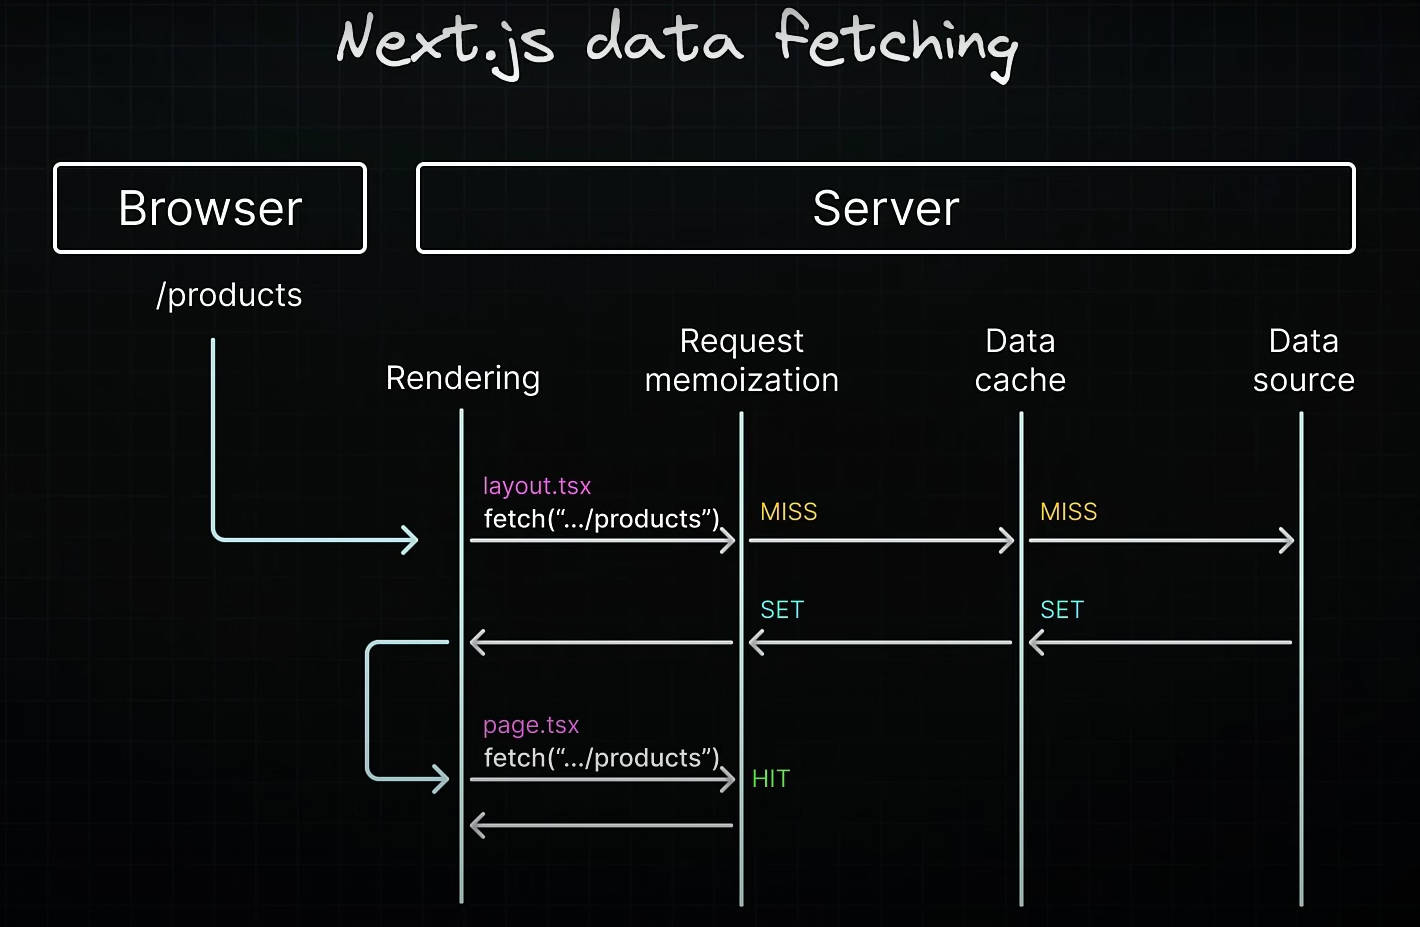 Next.js data fetching
Browser
Server
/products
Rendering
Request
memoization
Data
cache
Data
source
layout.tsx
fetch(“.../products”)
MISS
MISS
SET
SET
page.tsx
fetch(“.../products”)
HIT